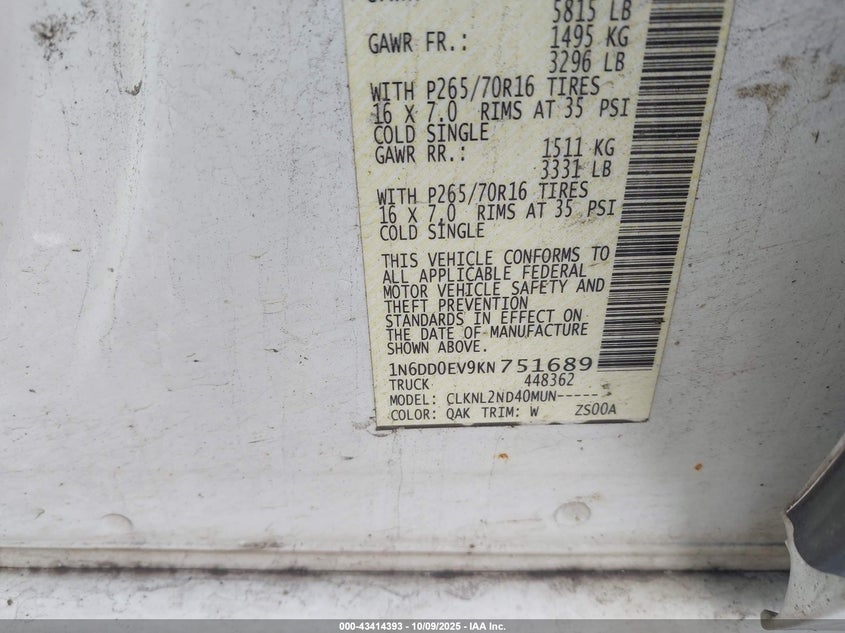 5815 LB
GAWR FR.: 1495 KG
3296 LB
WITH P265/70R16 TIRES
16 X 7.0 RIMS AT 35 PSI
COLD SINGLE
GAWR RR.: 1511 KG
3331 LB
WITH P265/70R16 TIRES
16 X 7.0 RIMS AT 35 PSI
COLD SINGLE
THIS VEHICLE CONFORMS TO
ALL APPLICABLE FEDERAL
MOTOR VEHICLE SAFETY AND
THEFT PREVENTION
STANDARDS IN EFFECT ON
THE DATE OF MANUFACTURE
SHOWN ABOVE.
1N6DD0EV9KN751689
TRUCK 448362
MODEL: CLKNL2ND40MUN------
COLOR: QAK TRIM: W ZS00A
000-43414393 - 10/09/2025 - IAA Inc.